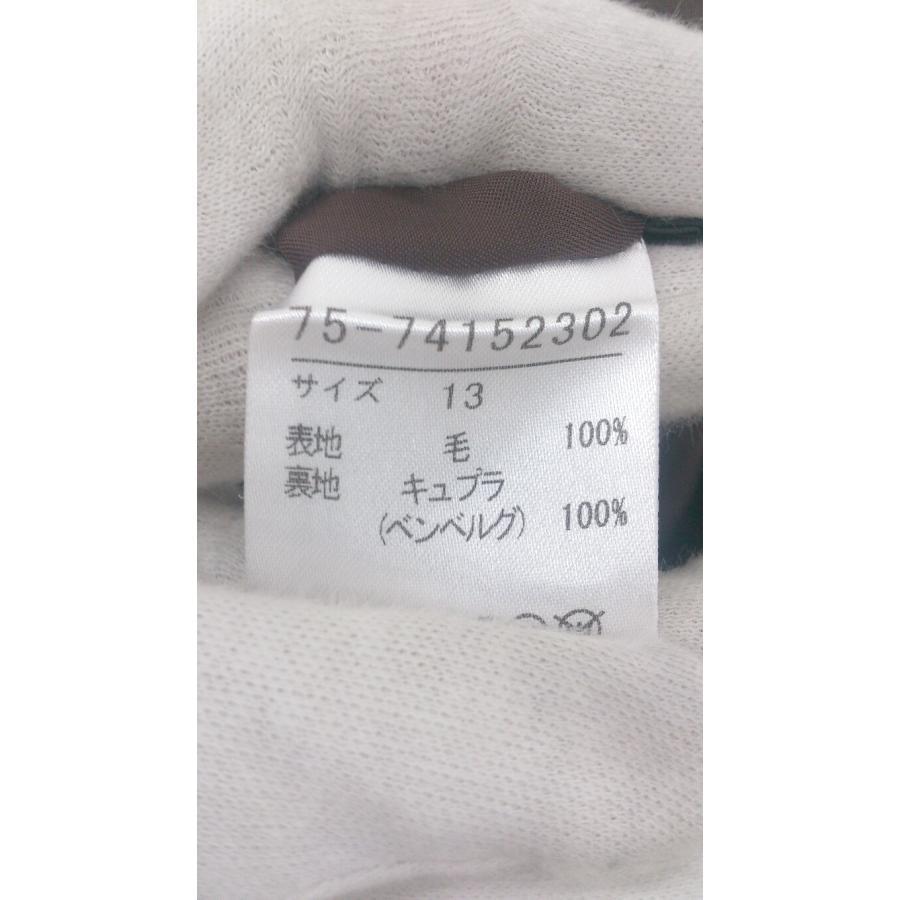 75-74152302
サイズ 13
表地 毛 100%
裏地 キュプラ
(ベンベルグ) 100%